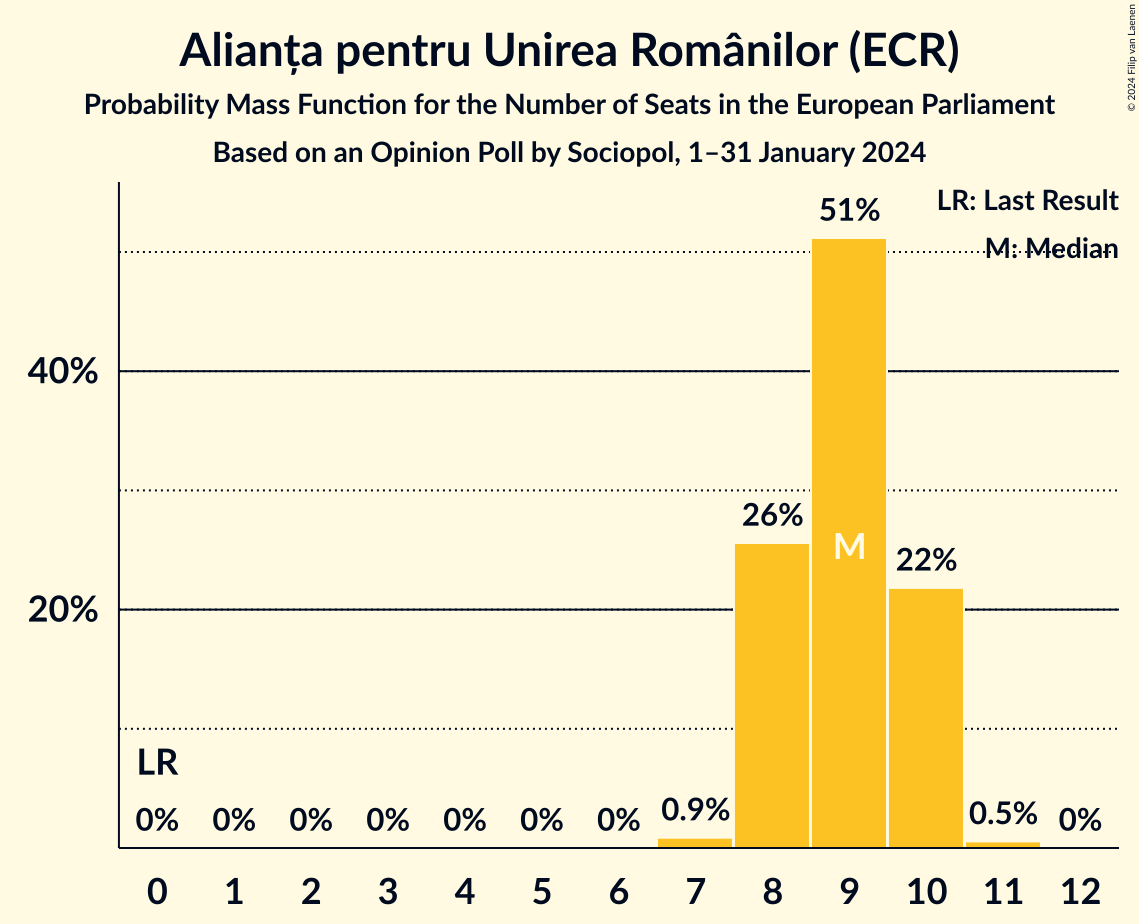 Alianța pentru Unirea Românilor (ECR)
Probability Mass Function for the Number of Seats in the European Parliament
Based on an Opinion Poll by Sociopol, 1–31 January 2024
© 2024 Filip van Laenen
LR: Last Result
M: Median
51%
40%
26%
M
22%
20%
LR
0% 0% 0% 0% 0% 0% 0% 0.9% 0.5% 0%
0 1 2 3 4 5 6 7 8 9 10 11 12